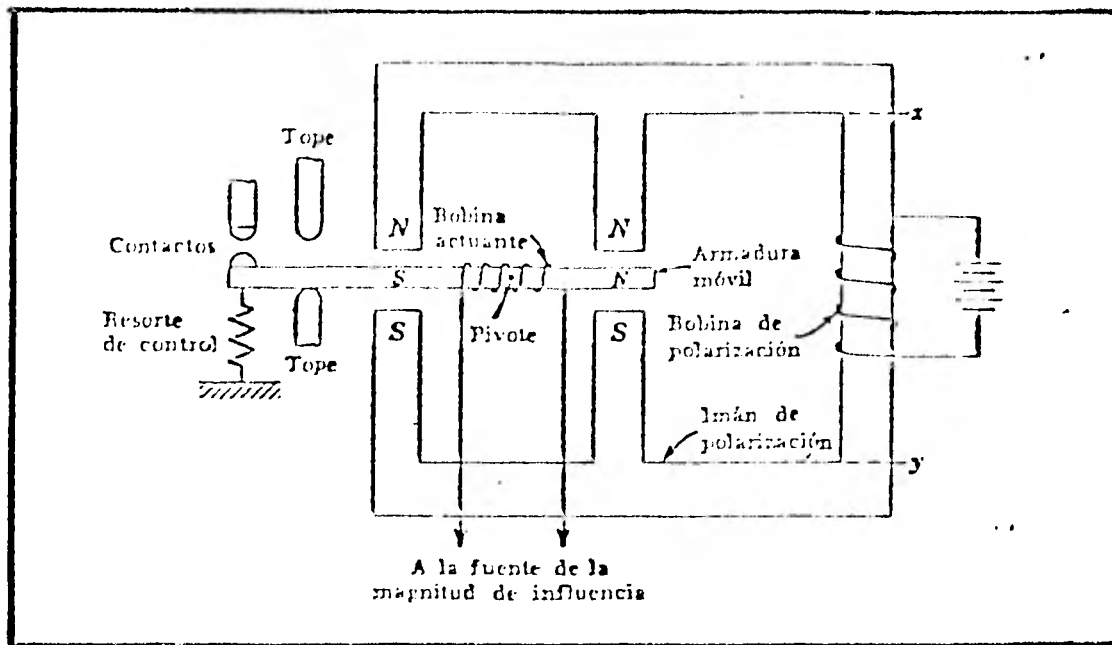 x
Tope
N
Bobina
actuante
N
Contactos
Armadura
móvil
S
N
Resorte
de control
Tope
S
Pivote
S
Bobina de
polarización
Imán de
polarización
y
A la fuente de la
magnitud de influencia